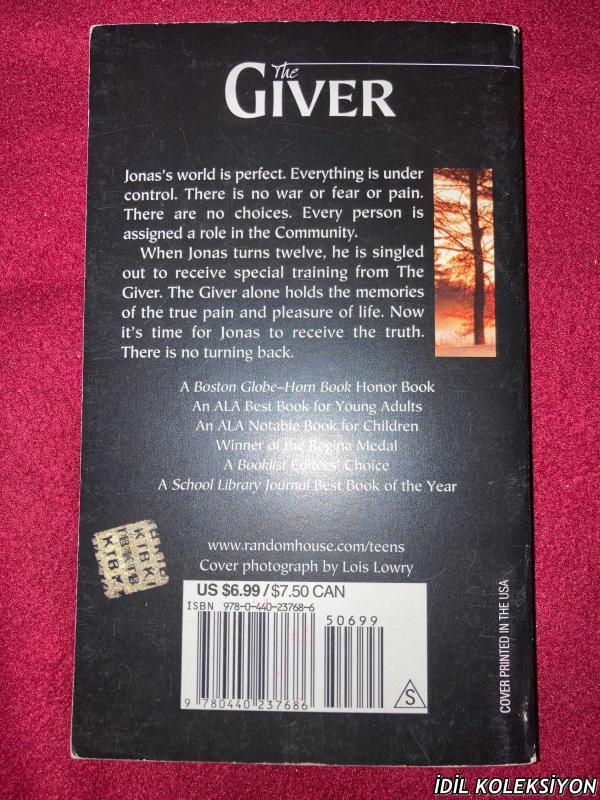 The
GIVER
Jonas's world is perfect. Everything is under
control. There is no war or fear or pain.
There are no choices. Every person is
assigned a role in the Community.
When Jonas turns twelve, he is singled
out to receive special training from The
Giver. The Giver alone holds the memories
of the true pain and pleasure of life. Now
it's time for Jonas to receive the truth.
There is no turning back.
A Boston Globe–Horn Book Honor Book
An ALA Best Book for Young Adults
An ALA Notable Book for Children
Winner of the Regina Medal
A Booklist Editors' Choice
A School Library Journal Best Book of the Year
www.randomhouse.com/teens
Cover photograph by Lois Lowry
US $6.99 / $7.50 CAN
ISBN 978-0-440-23768-6
50699
9 780440 237686
S
COVER PRINTED IN THE USA
İDİL KOLEKSİYON